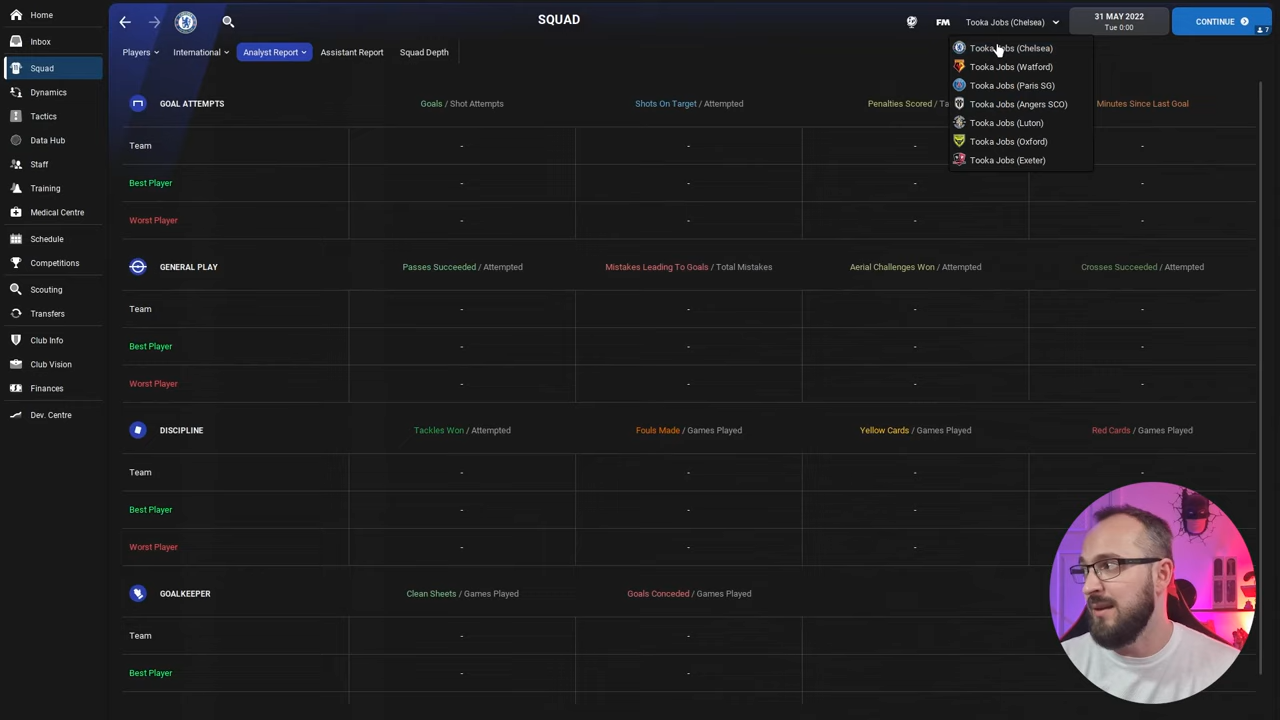 Home
SQUAD
FM
Tooka Jobs (Chelsea)
31 MAY 2022
Tue 0:00
CONTINUE
7
Inbox
Squad
Dynamics
Tactics
Data Hub
Staff
Training
Medical Centre
Schedule
Competitions
Scouting
Transfers
Club Info
Club Vision
Finances
Dev. Centre
Players
International
Analyst Report
Assistant Report
Squad Depth
Tooka Jobs (Chelsea)
Tooka Jobs (Watford)
Tooka Jobs (Paris SG)
Tooka Jobs (Angers SCO)
Tooka Jobs (Luton)
Tooka Jobs (Oxford)
Tooka Jobs (Exeter)
GOAL ATTEMPTS
Goals / Shot Attempts
Shots On Target / Attempted
Penalties Scored / Ta
Minutes Since Last Goal
Team - - - -
Best Player - - - -
Worst Player - - - -
GENERAL PLAY
Passes Succeeded / Attempted
Mistakes Leading To Goals / Total Mistakes
Aerial Challenges Won / Attempted
Crosses Succeeded / Attempted
Team - - - -
Best Player - - - -
Worst Player - - - -
DISCIPLINE
Tackles Won / Attempted
Fouls Made / Games Played
Yellow Cards / Games Played
Red Cards / Games Played
Team - - - -
Best Player - - -
Worst Player - - -
GOALKEEPER
Clean Sheets / Games Played
Goals Conceded / Games Played
Team - -
Best Player - -